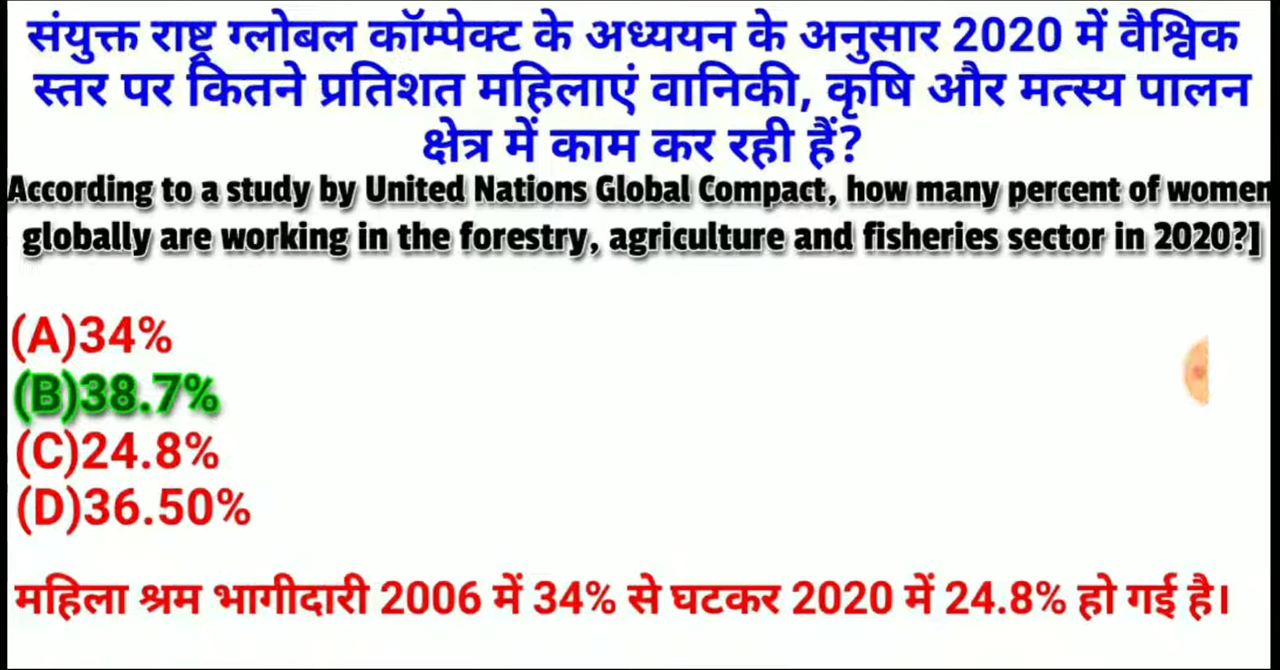 संयुक्त राष्ट्र ग्लोबल कॉम्पेक्ट के अध्ययन के अनुसार 2020 में वैश्विक
स्तर पर कितने प्रतिशत महिलाएं वानिकी, कृषि और मत्स्य पालन
क्षेत्र में काम कर रही हैं?
According to a study by United Nations Global Compact, how many percent of women
globally are working in the forestry, agriculture and fisheries sector in 2020?]
(A)34%
(B)38.7%
(C)24.8%
(D)36.50%
महिला श्रम भागीदारी 2006 में 34% से घटकर 2020 में 24.8% हो गई है।